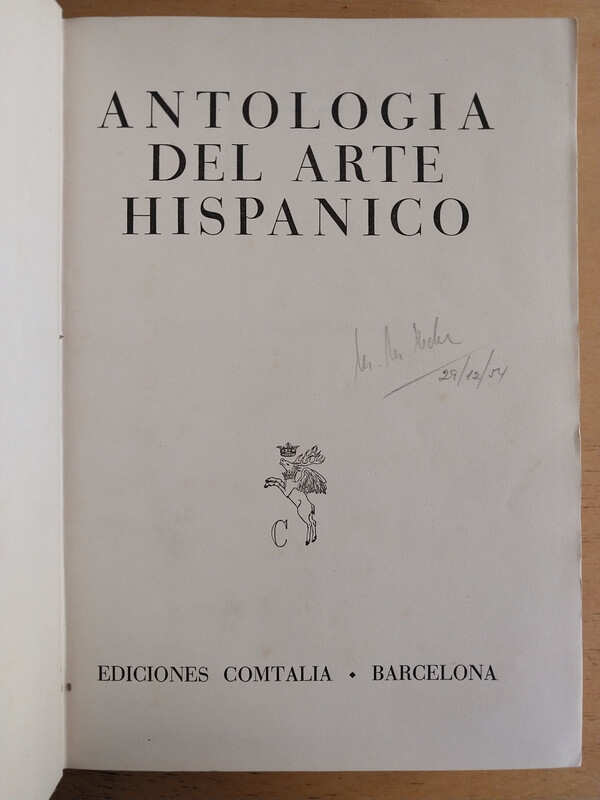 ANTOLOGIA
DEL ARTE
HISPANICO
29/12/54
C
EDICIONES COMTALIA ◆ BARCELONA